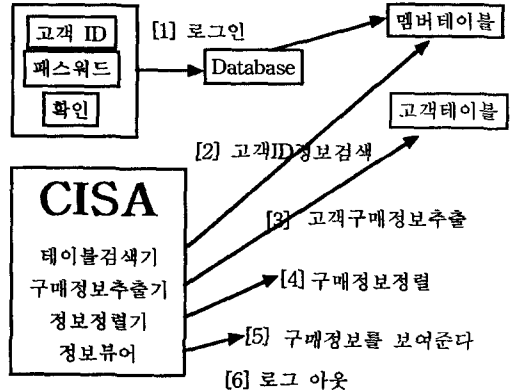 고객 ID
패스워드
확인
[1] 로그인
Database
멤버테이블
고객테이블
[2] 고객ID정보검색
CISA
테이블검색기
구매정보추출기
정보정렬기
정보뷰어
[3] 고객구매정보추출
[4] 구매정보정렬
[5] 구매정보를 보여준다
[6] 로그 아웃